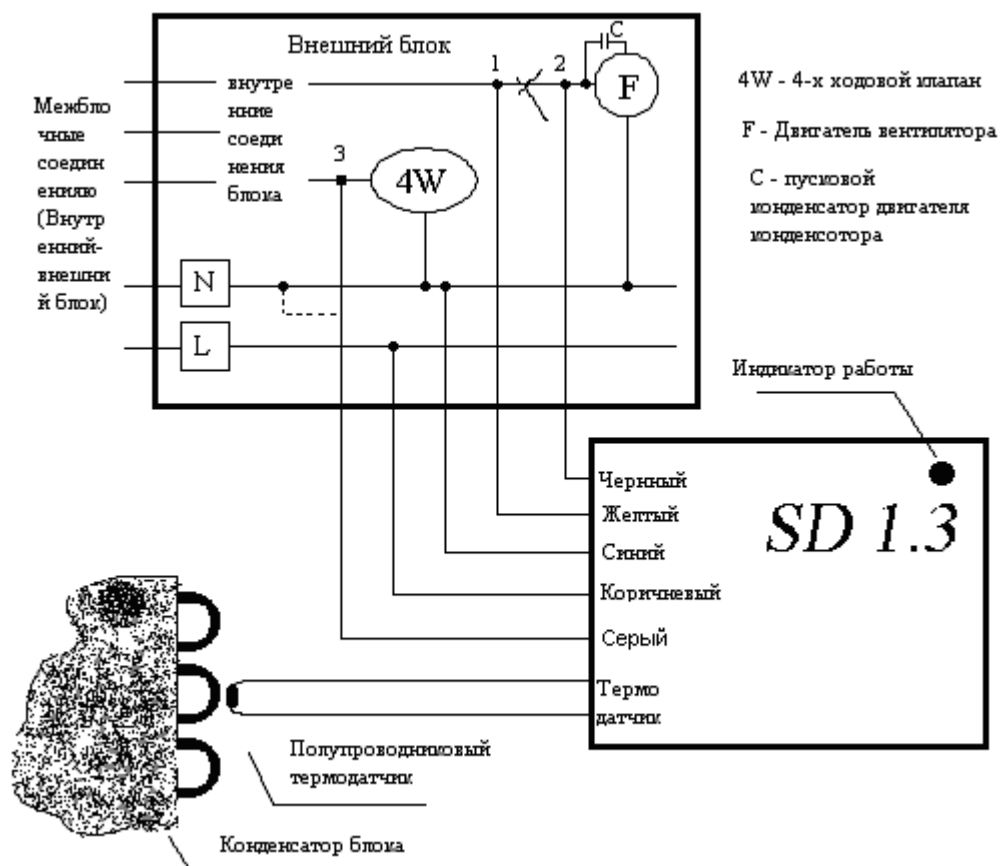 Внешний блок
C
1
2
F
внутре
нние
соеди
нения
блока
Межбло
чные
соедин
енияю
(Внутр
енний-
внешни
й блок)
3
4W
N
L
4W - 4-х ходовой клапан
F - Двигатель вентилятора
C - пусковой
конденсатор двигателя
конденсотора
Индикатор работы
Чернный
Желтый
Синий
Коричневый
Серый
Термо
датчик
SD 1.3
Полупроводниковый
термодатчик
Конденсатор блока